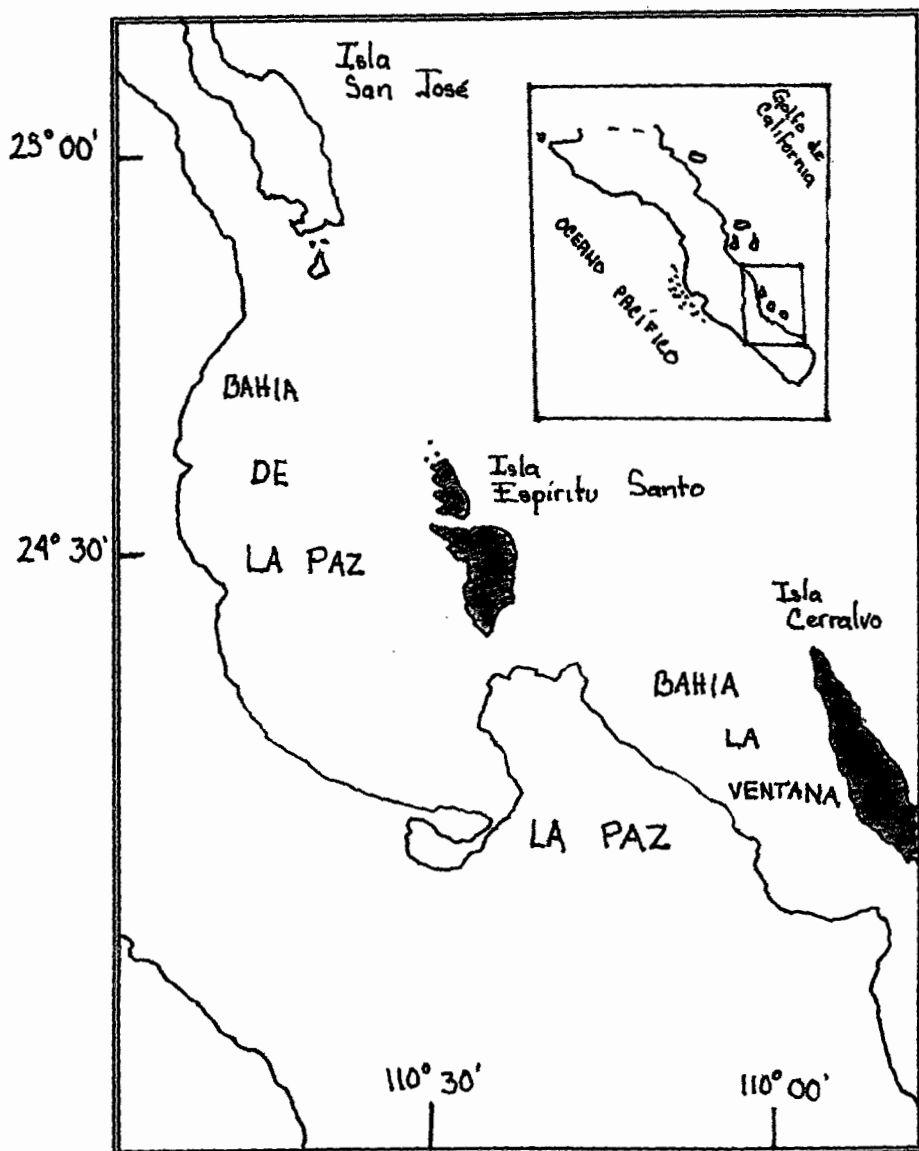 Isla
San José
Golfo de
California
25° 00'
OCEANO PACÍFICO
BAHIA
DE
LA PAZ
Isla
Espíritu Santo
24° 30'
Isla
Cerralvo
BAHIA
LA
VENTANA
LA PAZ
110° 30'
110° 00'